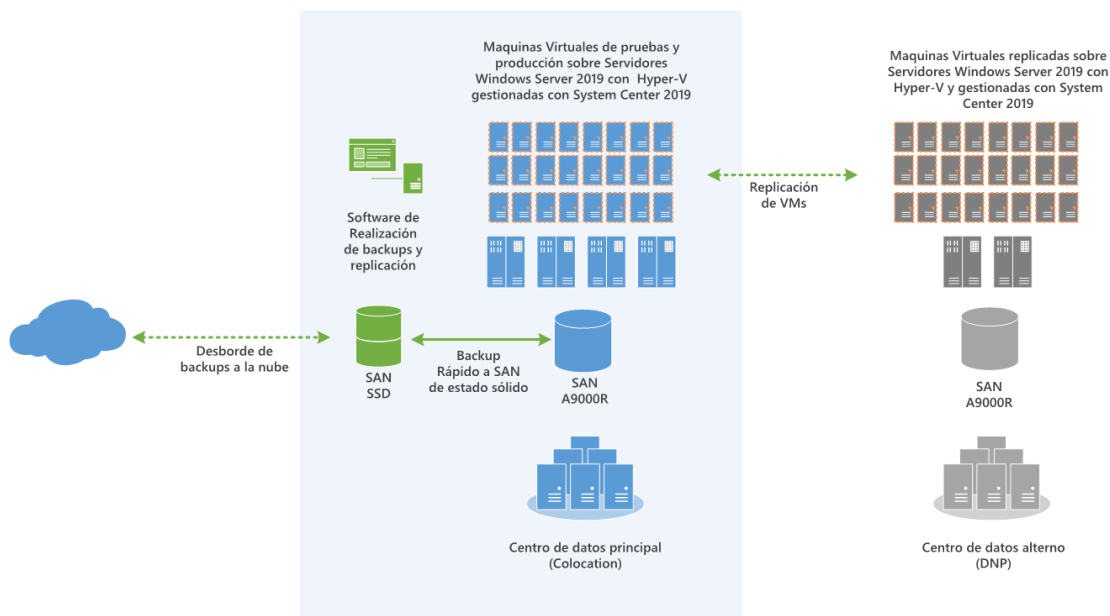 Maquinas Virtuales de pruebas y
producción sobre Servidores
Windows Server 2019 con Hyper-V
gestionadas con System Center 2019
Maquinas Virtuales replicadas sobre
Servidores Windows Server 2019 con
Hyper-V y gestionadas con System
Center 2019
Replicación
de VMs
Software de
Realización
de backups y
replicación
Desborde de
backups a la nube
Backup
Rápido a SAN
de estado sólido
SAN
SSD
SAN
A9000R
SAN
A9000R
Centro de datos principal
(Colocation)
Centro de datos alterno
(DNP)